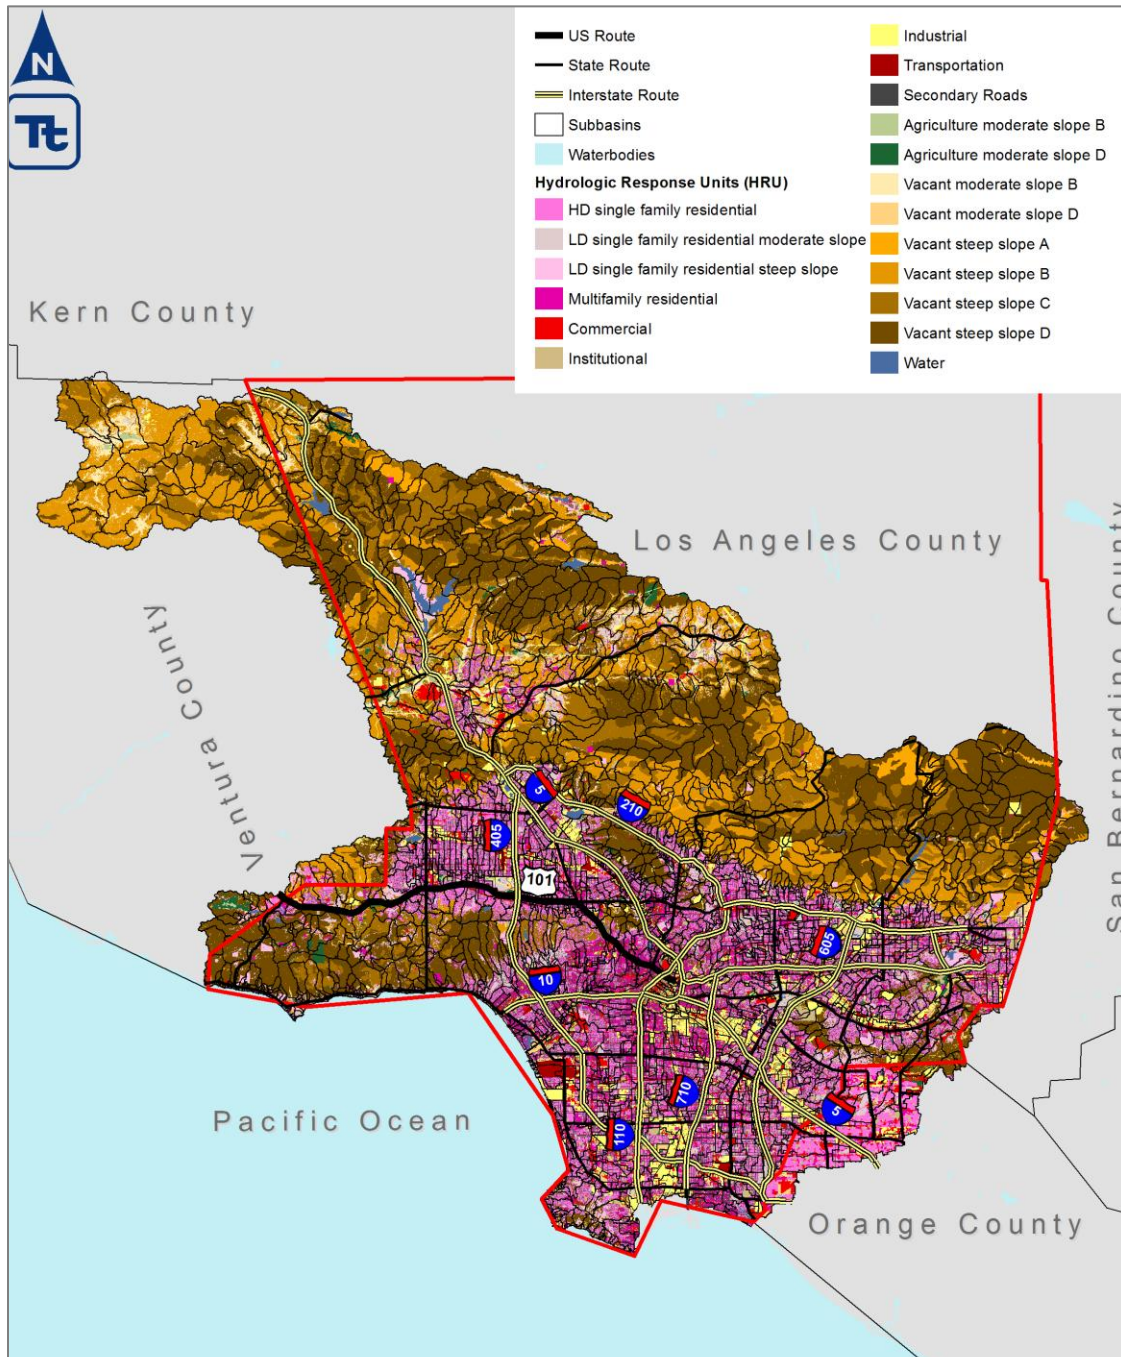 N
Tt
US Route
State Route
Interstate Route
Subbasins
Waterbodies
Hydrologic Response Units (HRU)
HD single family residential
LD single family residential moderate slope
LD single family residential steep slope
Multifamily residential
Commercial
Institutional
Industrial
Transportation
Secondary Roads
Agriculture moderate slope B
Agriculture moderate slope D
Vacant moderate slope B
Vacant moderate slope D
Vacant steep slope A
Vacant steep slope B
Vacant steep slope C
Vacant steep slope D
Water
Kern County
Los Angeles County
Ventura County
San Bernardino County
5
210
405
101
605
10
710
5
110
Pacific Ocean
Orange County